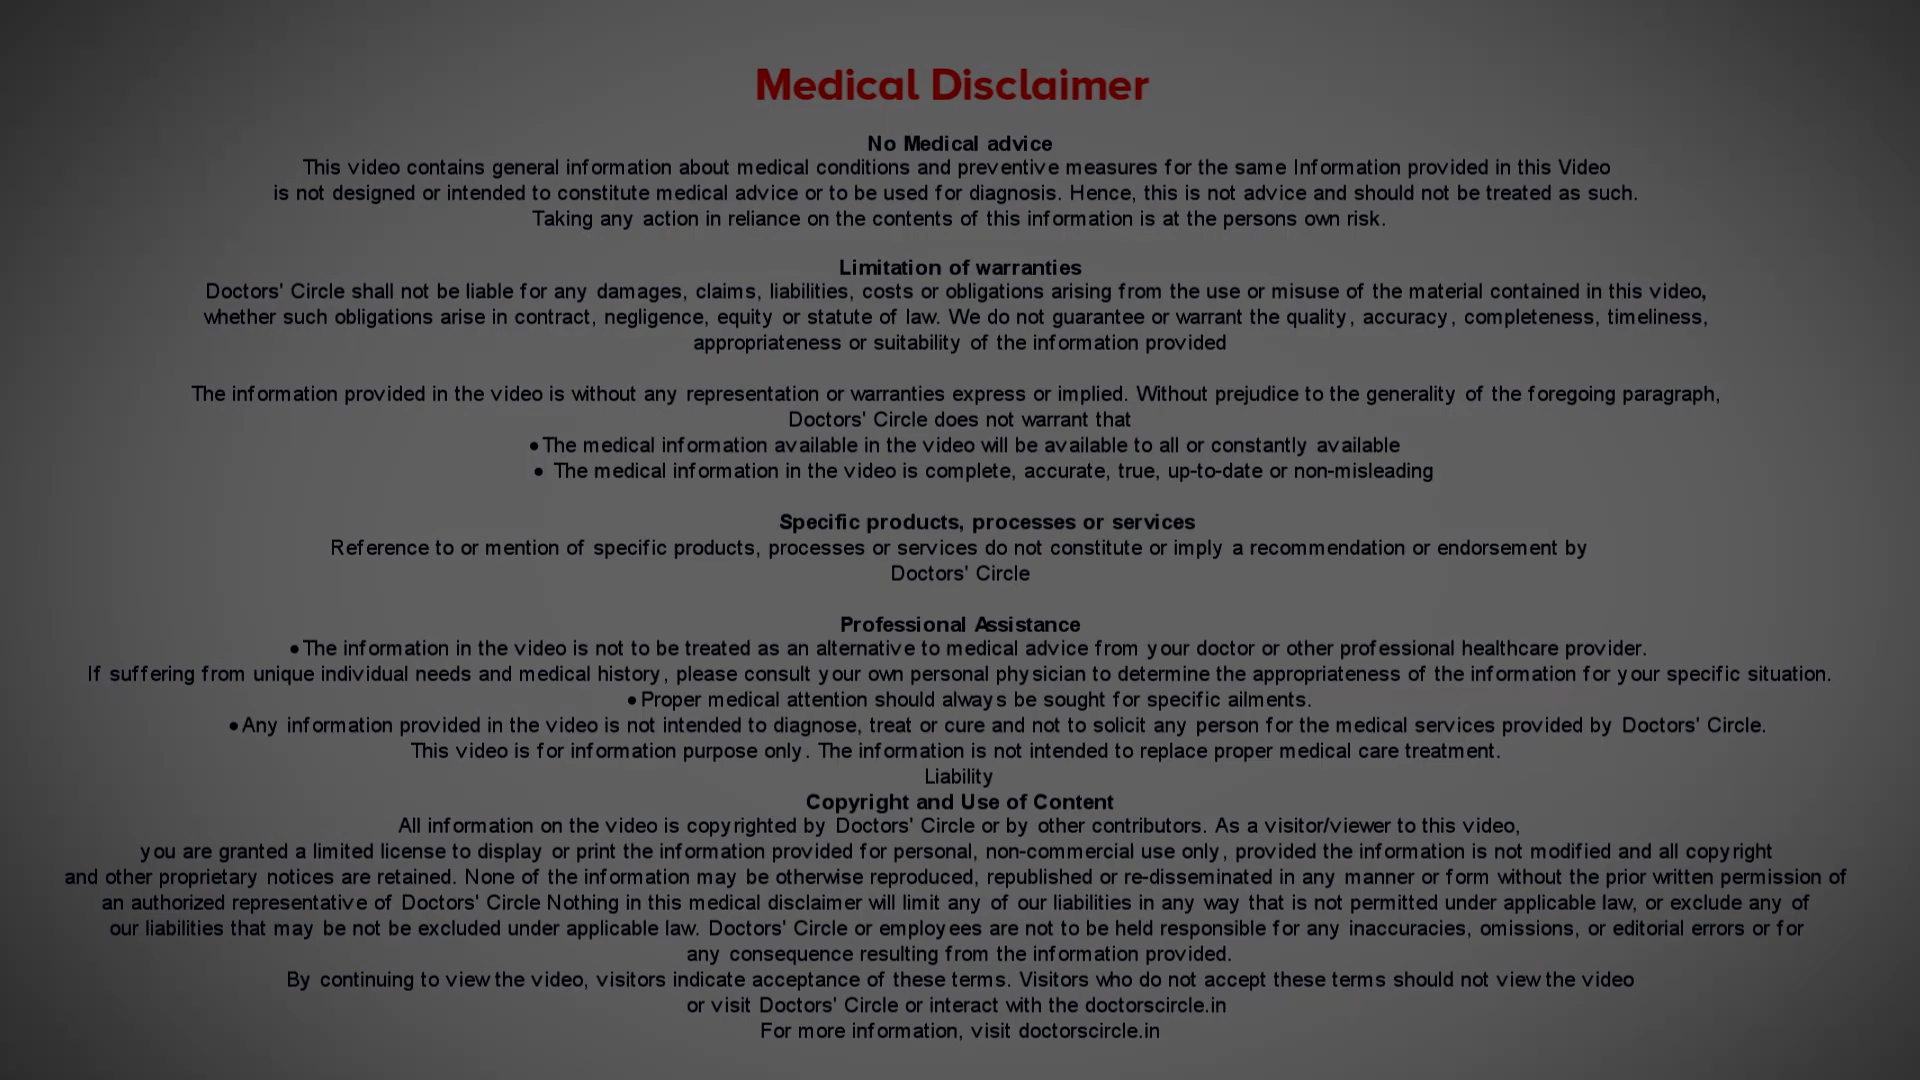 Medical Disclaimer
No Medical advice
This video contains general information about medical conditions and preventive measures for the same Information provided in this Video
is not designed or intended to constitute medical advice or to be used for diagnosis. Hence, this is not advice and should not be treated as such.
Taking any action in reliance on the contents of this information is at the persons own risk.
Limitation of warranties
Doctors' Circle shall not be liable for any damages, claims, liabilities, costs or obligations arising from the use or misuse of the material contained in this video,
whether such obligations arise in contract, negligence, equity or statute of law. We do not guarantee or warrant the quality, accuracy, completeness, timeliness,
appropriateness or suitability of the information provided
The information provided in the video is without any representation or warranties express or implied. Without prejudice to the generality of the foregoing paragraph,
Doctors' Circle does not warrant that
•The medical information available in the video will be available to all or constantly available
• The medical information in the video is complete, accurate, true, up-to-date or non-misleading
Specific products, processes or services
Reference to or mention of specific products, processes or services do not constitute or imply a recommendation or endorsement by
Doctors' Circle
Professional Assistance
•The information in the video is not to be treated as an alternative to medical advice from your doctor or other professional healthcare provider.
If suffering from unique individual needs and medical history, please consult your own personal physician to determine the appropriateness of the information for your specific situation.
•Proper medical attention should always be sought for specific ailments.
•Any information provided in the video is not intended to diagnose, treat or cure and not to solicit any person for the medical services provided by Doctors' Circle.
This video is for information purpose only. The information is not intended to replace proper medical care treatment.
Liability
Copyright and Use of Content
All information on the video is copyrighted by Doctors' Circle or by other contributors. As a visitor/viewer to this video,
you are granted a limited license to display or print the information provided for personal, non-commercial use only, provided the information is not modified and all copyright
and other proprietary notices are retained. None of the information may be otherwise reproduced, republished or re-disseminated in any manner or form without the prior written permission of
an authorized representative of Doctors' Circle Nothing in this medical disclaimer will limit any of our liabilities in any way that is not permitted under applicable law, or exclude any of
our liabilities that may be not be excluded under applicable law. Doctors' Circle or employees are not to be held responsible for any inaccuracies, omissions, or editorial errors or for
any consequence resulting from the information provided.
By continuing to view the video, visitors indicate acceptance of these terms. Visitors who do not accept these terms should not view the video
or visit Doctors' Circle or interact with the doctorscircle.in
For more information, visit doctorscircle.in